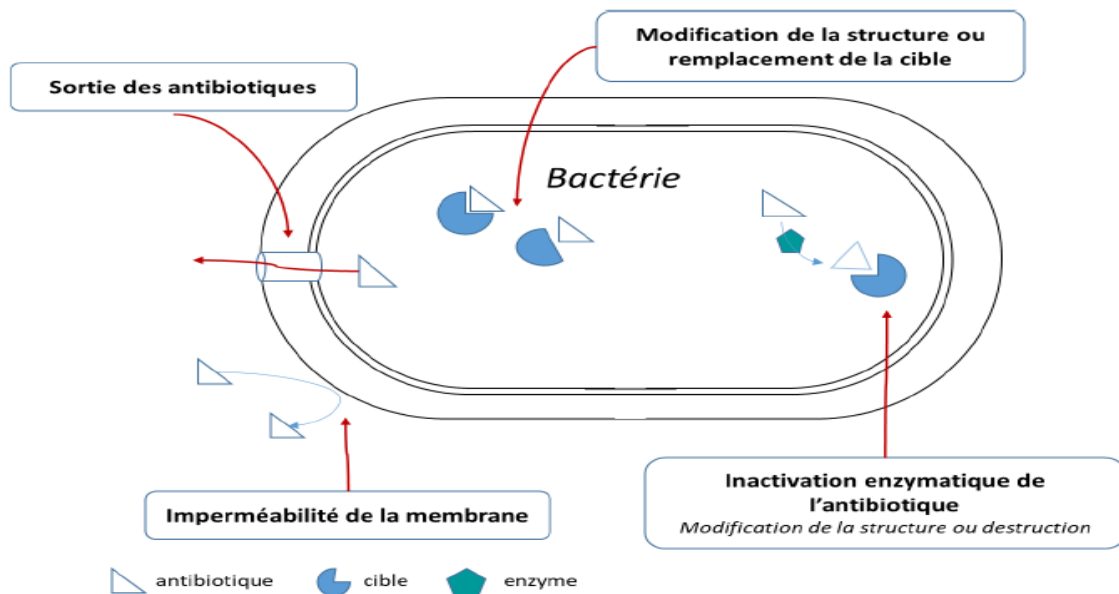 Modification de la structure ou
remplacement de la cible
Sortie des antibiotiques
Bactérie
Imperméabilité de la membrane
Inactivation enzymatique de
l'antibiotique
Modification de la structure ou destruction
antibiotique
cible
enzyme